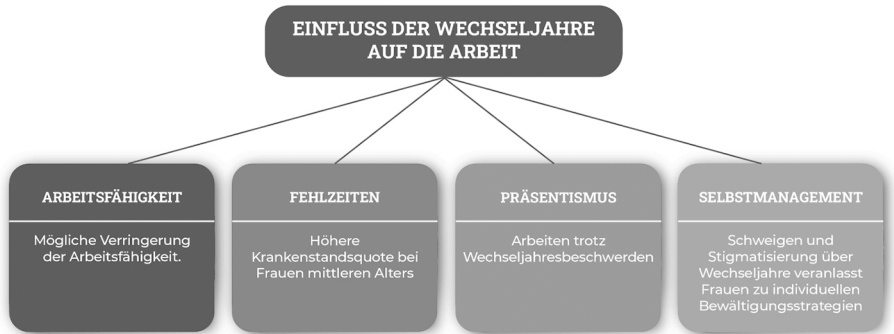 EINFLUSS DER WECHSELJAHRE
AUF DIE ARBEIT
ARBEITSFÄHIGKEIT
Mögliche Verringerung
der Arbeitsfähigkeit.
FEHLZEITEN
Höhere
Krankenstandsquote bei
Frauen mittleren Alters
PRÄSENTISMUS
Arbeiten trotz
Wechseljahresbeschwerden
SELBSTMANAGEMENT
Schweigen und
Stigmatisierung über
Wechseljahre veranlasst
Frauen zu individuellen
Bewältigungsstrategien